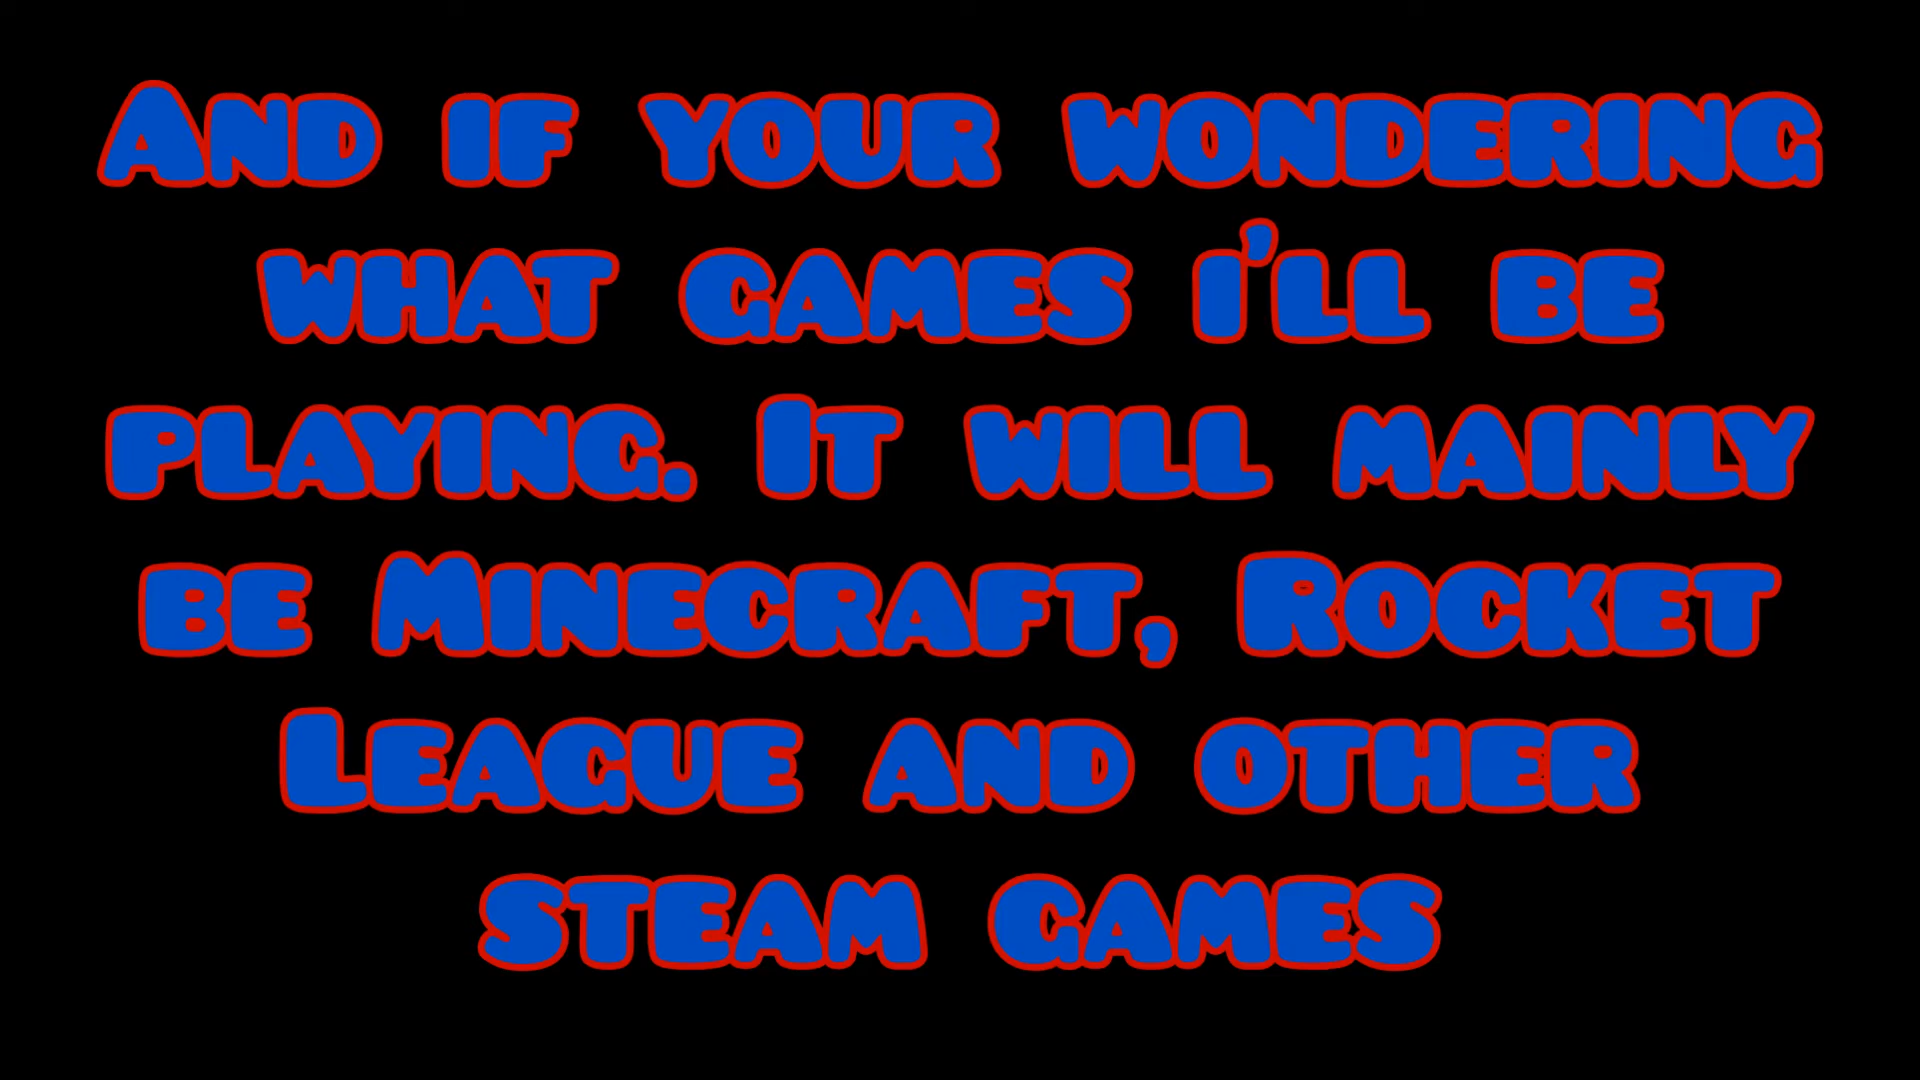 And if your wondering
what games i'll be
playing. It will mainly
be Minecraft, Rocket
League and other
steam games